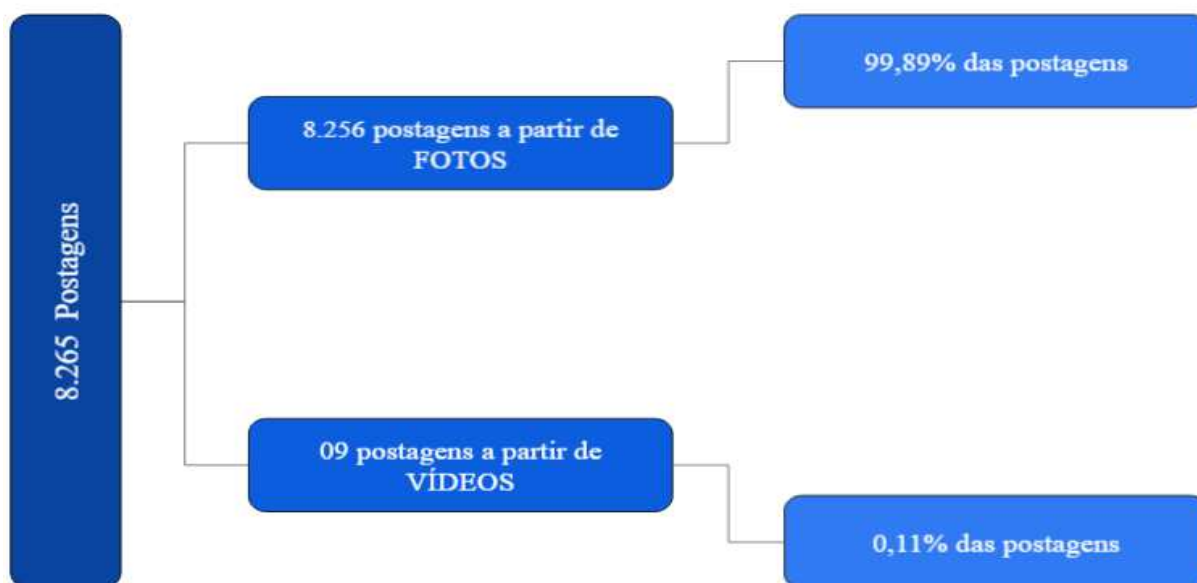 8.265 Postagens
8.256 postagens a partir de
FOTOS
99,89% das postagens
09 postagens a partir de
VÍDEOS
0,11% das postagens